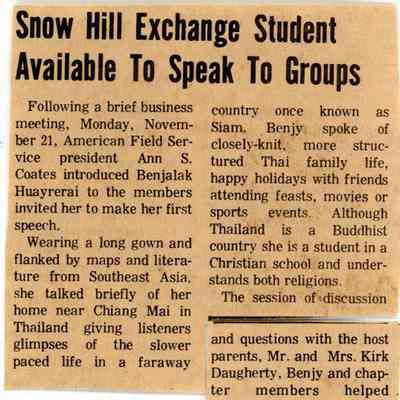 Snow Hill Exchange Student
Available To Speak To Groups
Following a brief business
meeting, Monday, Novem-
ber 21, American Field Ser-
vice president Ann S.
Coates introduced Benjalak
Huayrerai to the members
invited her to make her first
speech.
Wearing a long gown and
flanked by maps and litera-
ture from Southeast Asia,
she talked briefly of her
home near Chiang Mai in
Thailand giving listeners
glimpses of the slower
paced life in a faraway
country once known as
Siam. Benjy spoke of
closely-knit, more struc-
tured Thai family life,
happy holidays with friends
attending feasts, movies or
sports events. Although
Thailand is a Buddhist
country she is a student in a
Christian school and under-
stands both religions.
The session of discussion
and questions with the host
parents, Mr. and Mrs. Kirk
Daugherty, Benjy and chap-
ter members helped